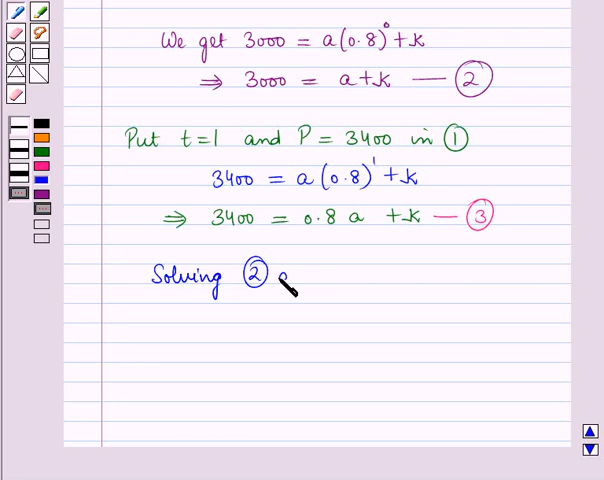 We get 3000 = a(0.8)⁰ + k
⇒ 3000 = a + k — ②
Put t = 1 and P = 3400 in ①
3400 = a(0.8)¹ + k
⇒ 3400 = 0.8 a + k — ③
Solving ② a